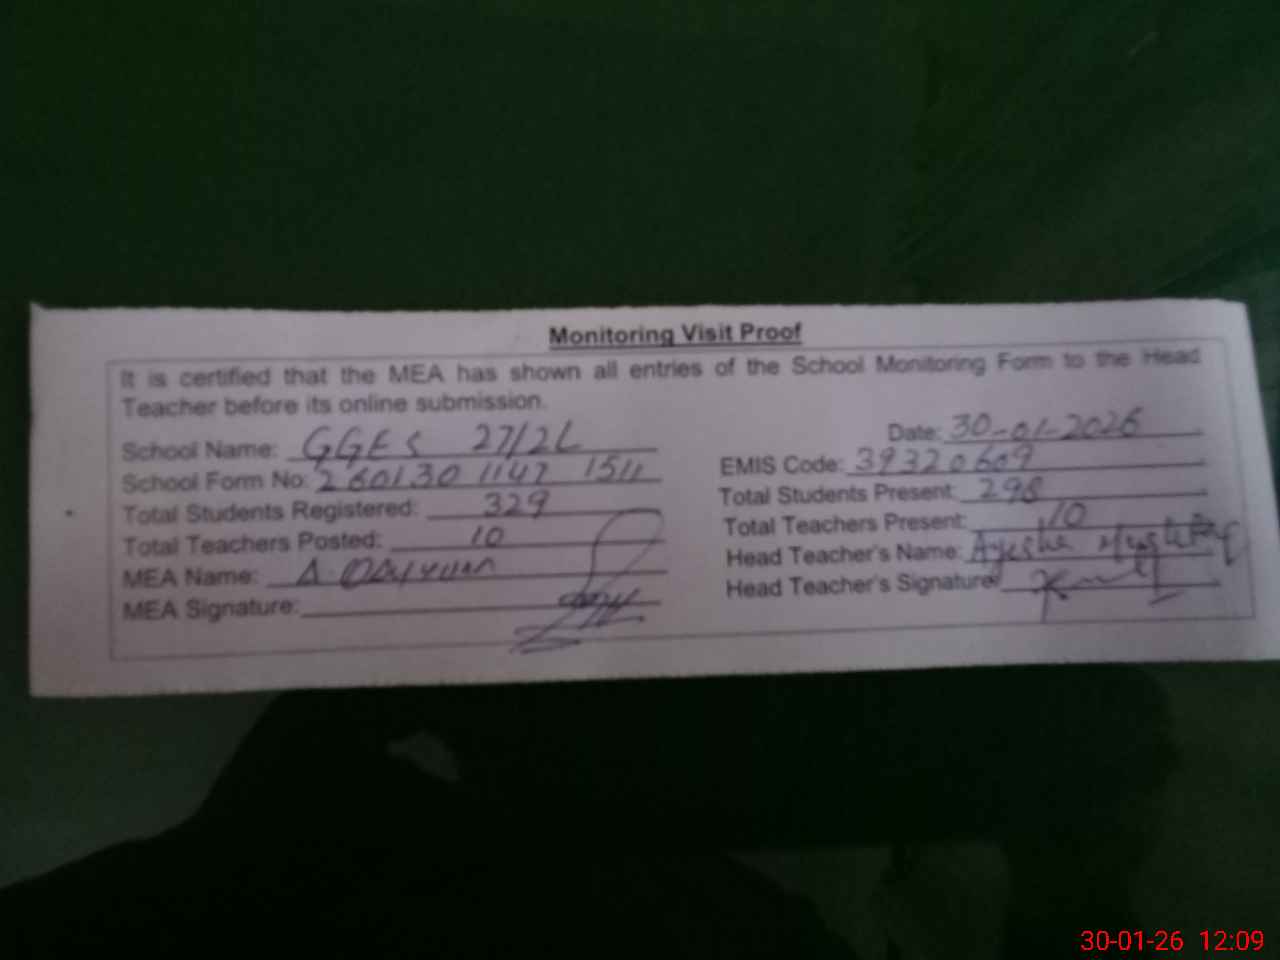 Monitoring Visit Proof
It is certified that the MEA has shown all entries of the School Monitoring Form to the Head
Teacher before its online submission.
School Name: GGES 27/2L
Date: 30-01-2026
School Form No: 260130 1147 1511
EMIS Code: 39320609
Total Students Registered: 329
Total Students Present: 298
Total Teachers Posted: 10
Total Teachers Present: 10
MEA Name: A.
Head Teacher's Name: Ayesha
MEA Signature:
Head Teacher's Signature:
30-01-26 12:09